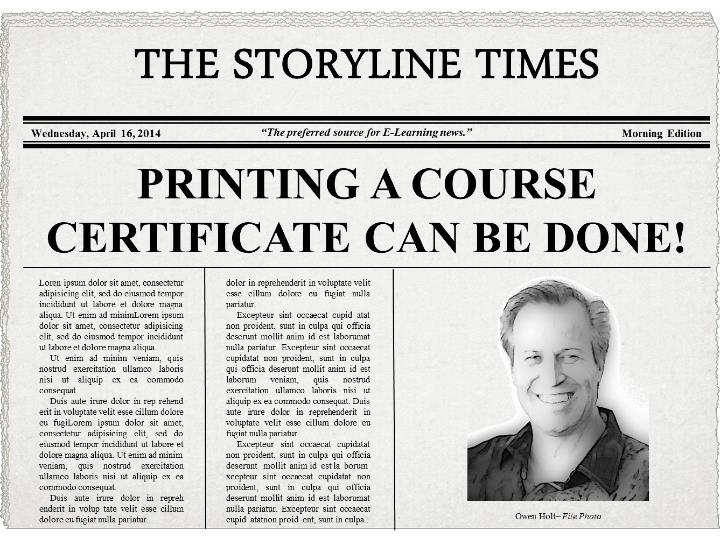 THE STORYLINE TIMES
Wednesday, April 16, 2014
“The preferred source for E-Learning news.”
Morning Edition
PRINTING A COURSE
CERTIFICATE CAN BE DONE!
Loren ipsum dolor sit amet, consectetur
adipisicing elit, sed do eiusmod tempor
incididunt ut labore et dolore magna
aliqua. Ut enim ad minimLorem ipsum
dolor sit amet, consectetur adipisicing
elit, sed do eiusmod tempor incididunt
ut labore et dolore magna aliqua.
Ut enim ad minim veniam, quis
nostrud exercitation ullamco laboris
nisi ut aliquip ex ea commodo
consequat
Duis aute irure dolor in rep rehend
erit in voluptate velit esse cillum dolore
eu fugiLorem ipsum dolor sit amet,
consectetur adipisicing elit, sed do
eiusmod tempor incididunt ut labore et
dolore magna aliqua. Ut enim ad minim
veniam, quis nostrud exercitation
ullamco laboris nisi ut aliquip ex ea
commodo consequat.
Duis aute irure dolor in repreh
enderit in volup tate velit esse cillum
dolore eu fugiat nulla pariatur.
dolor in reprehenderit in voluptate velit
esse cillum dolore eu fugiat nulla
pariatur.
Excepteur sint occaecat cupid atat
non proident, sunt in culpa qui officia
deserunt mollit anim id est laborumat
nulla pariatur. Excepteur sint occaecat
cupidatat non proident, sunt in culpa
qui officia deserunt mollit anim id est
laborum veniam, quis nostrud
exercitation ullamco laboris nisi ut
aliquip ex ea commodo consequat. Duis
aute irure dolor in reprehenderit in
voluptate velit esse cillum dolore eu
fugiat nulla pariatur
Excepteur sint occaecat cupidatat
non proident, sunt in culpa qui officia
deserunt mollit anim id est la borum
xcepteur sint occaecat cupidatat non
proident, sunt in culpa qui officia
deserunt mollit anim id est laborumat
nulla pariatur. Excepteur sint occaecat
cupid atatnon proid ent, sunt in culpa..
Owen Holt– File Photo